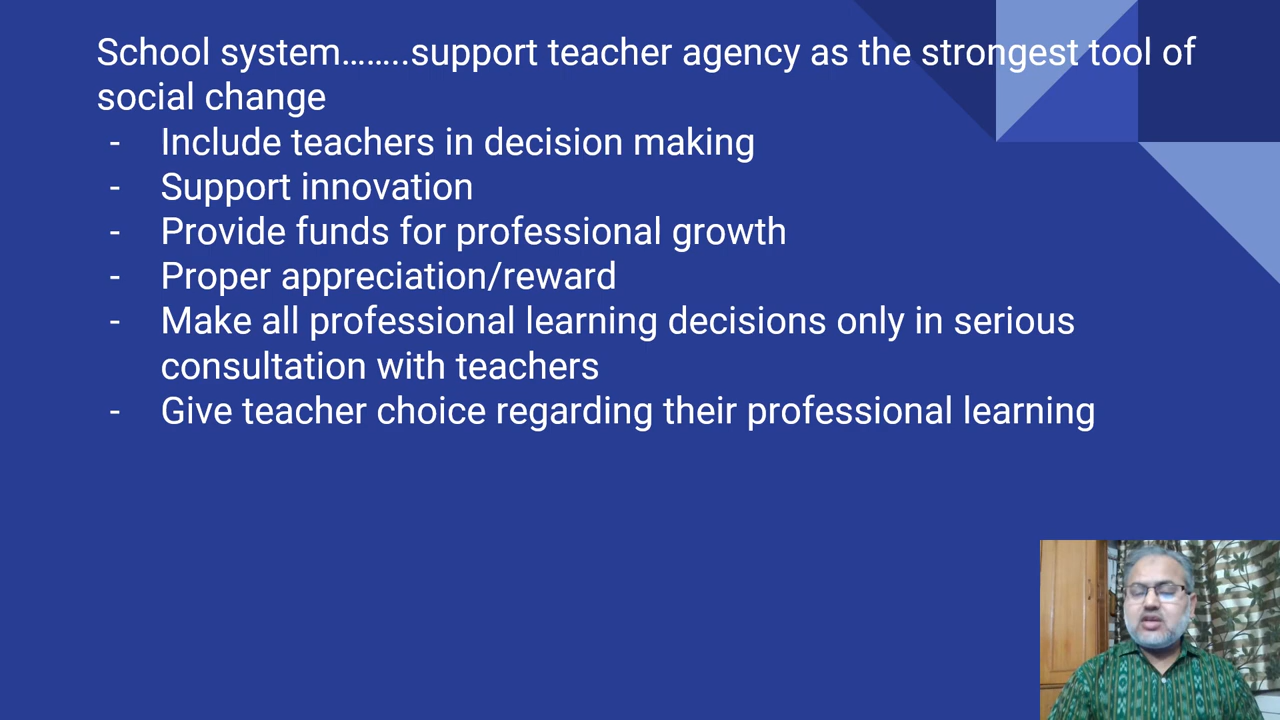 School system........support teacher agency as the strongest tool of
social change
- Include teachers in decision making
- Support innovation
- Provide funds for professional growth
- Proper appreciation/reward
- Make all professional learning decisions only in serious
consultation with teachers
- Give teacher choice regarding their professional learning